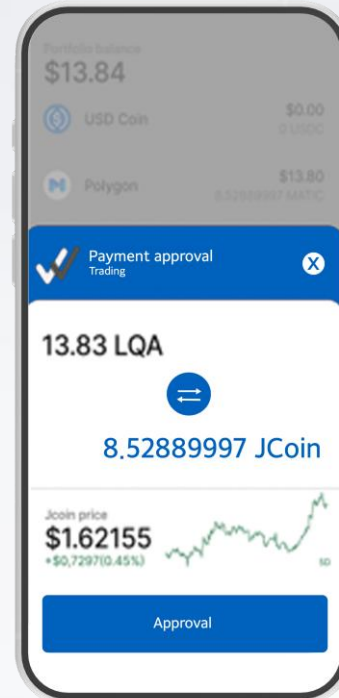 Portfolio balance
$13.84
USD Coin
$0.00
0 USDC
Polygon
$13.80
8.52889997 MATIC
Payment approval
Trading
X
13.83 LQA
8.52889997 JCoin
Jcoin price
$1.62155
+$0,7297(0.45%)
5D
Approval